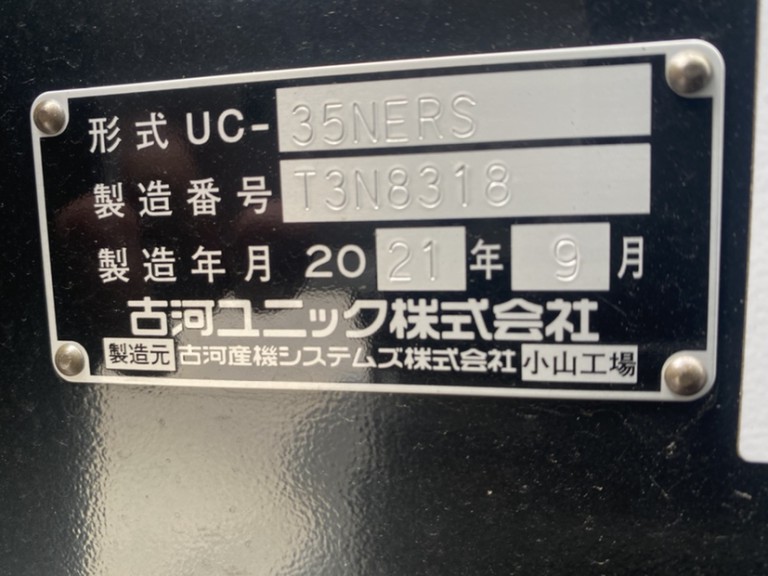 形式 UC-35NERS
製造番号 T3N8318
製造年月 2021年9月
古河ユニック株式会社
製造元 古河産機システムズ株式会社 小山工場